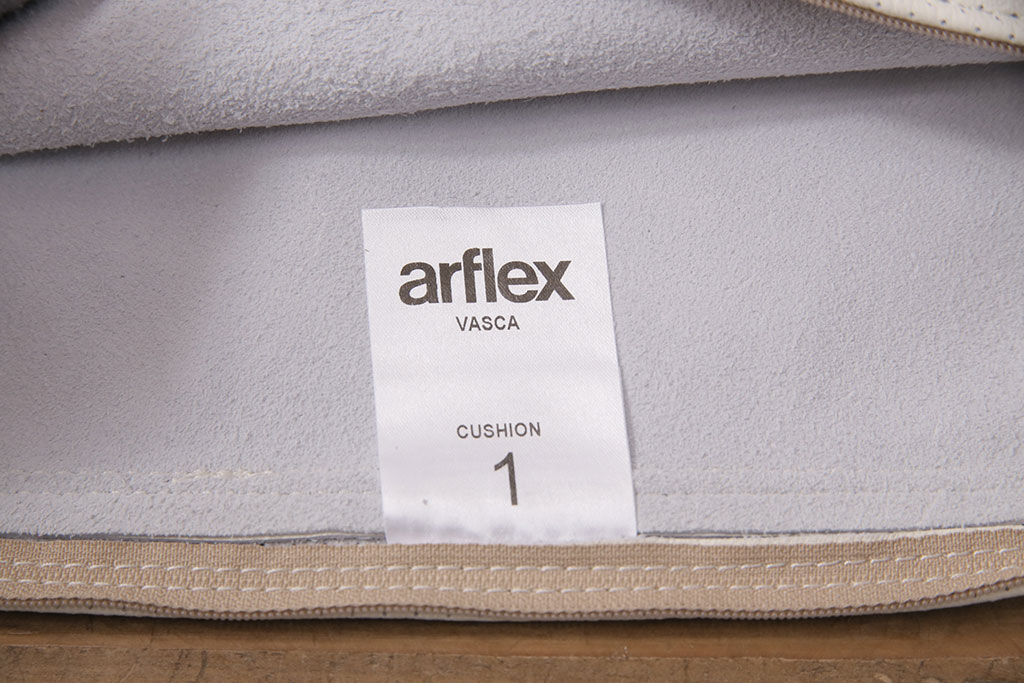 arflex
VASCA
CUSHION
1